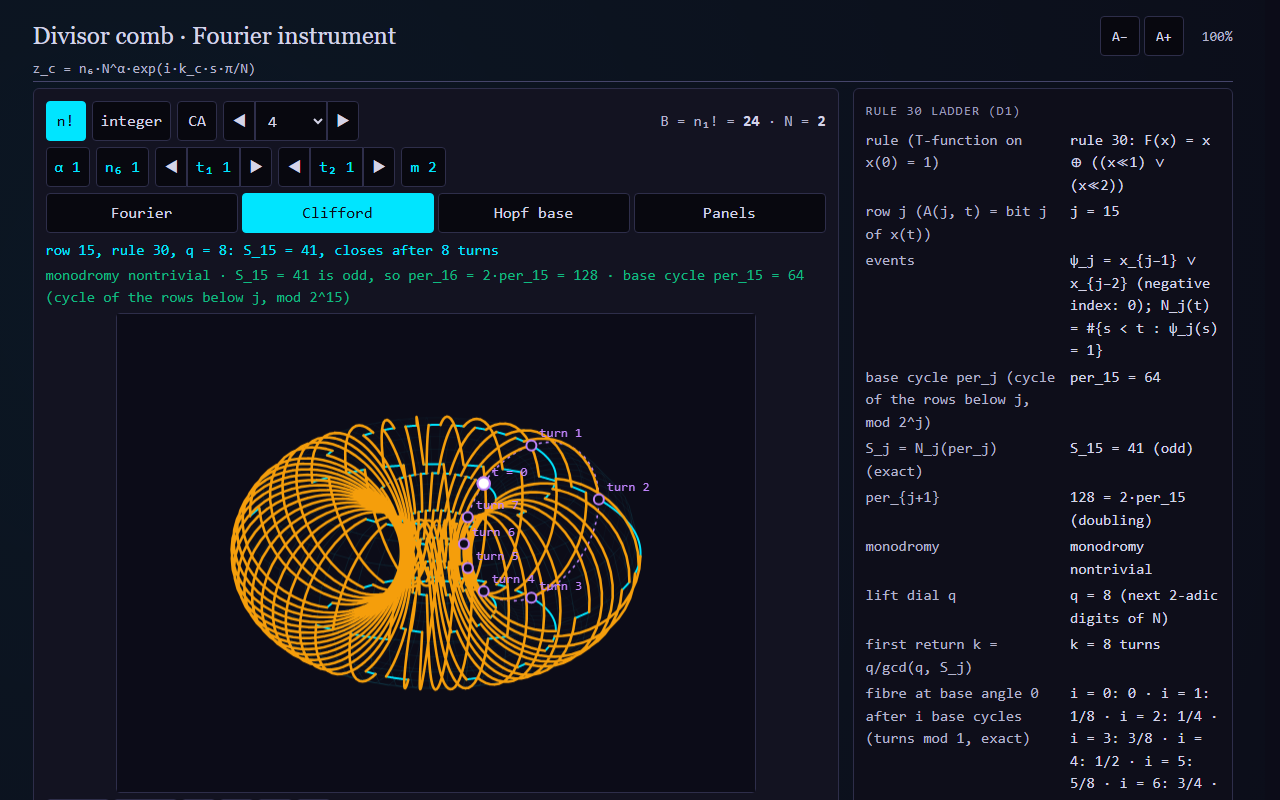 Divisor comb · Fourier instrument
A− A+ 100%
z_c = n₆·N^α·exp(i·k_c·s·π/N)
n! integer CA ◀ 4 ▶ B = n₁! = 24 · N = 2
α 1 n₆ 1 ◀ t₁ 1 ▶ ◀ t₂ 1 ▶ m 2
Fourier Clifford Hopf base Panels
row 15, rule 30, q = 8: S_15 = 41, closes after 8 turns
monodromy nontrivial · S_15 = 41 is odd, so per_16 = 2·per_15 = 128 · base cycle per_15 = 64
(cycle of the rows below j, mod 2^15)
turn 1
t = 0
turn 2
turn 6
turn 4
turn 3
RULE 30 LADDER (D1)
rule (T-function on
x(0) = 1)
rule 30: F(x) = x
⊕ ((x≪1) ∨
(x≪2))
row j (A(j, t) = bit j
of x(t))
j = 15
events
ψ_j = x_{j−1} ∨
x_{j−2} (negative
index: 0); N_j(t)
= #{s < t : ψ_j(s)
= 1}
base cycle per_j (cycle
of the rows below j,
mod 2^j)
per_15 = 64
S_j = N_j(per_j)
(exact)
S_15 = 41 (odd)
per_{j+1}
128 = 2·per_15
(doubling)
monodromy
monodromy
nontrivial
lift dial q
q = 8 (next 2-adic
digits of N)
first return k =
q/gcd(q, S_j)
k = 8 turns
fibre at base angle 0
after i base cycles
(turns mod 1, exact)
i = 0: 0 · i = 1:
1/8 · i = 2: 1/4 ·
i = 3: 3/8 · i =
4: 1/2 · i = 5:
5/8 · i = 6: 3/4 ·